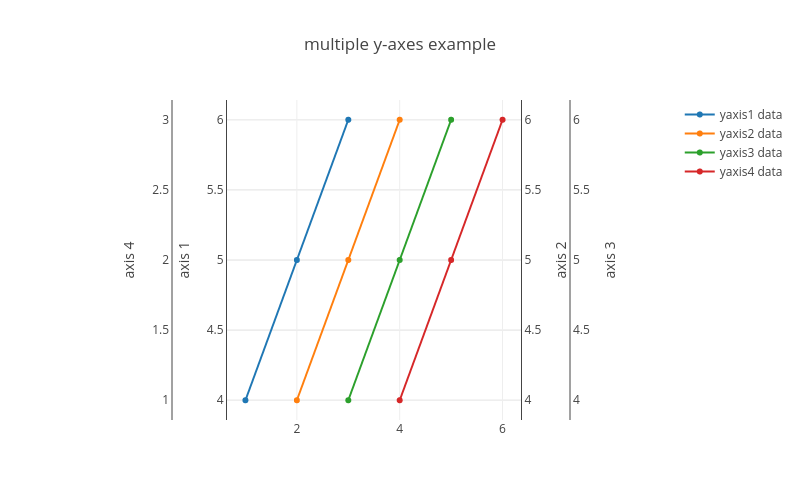 multiple y-axes example
yaxis1 data
yaxis2 data
yaxis3 data
yaxis4 data
axis 4
3
2.5
2
1.5
1
axis 1
6
5.5
5
4.5
4
6
5.5
5
4.5
4
axis 2
6
5.5
5
4.5
4
axis 3
2 4 6